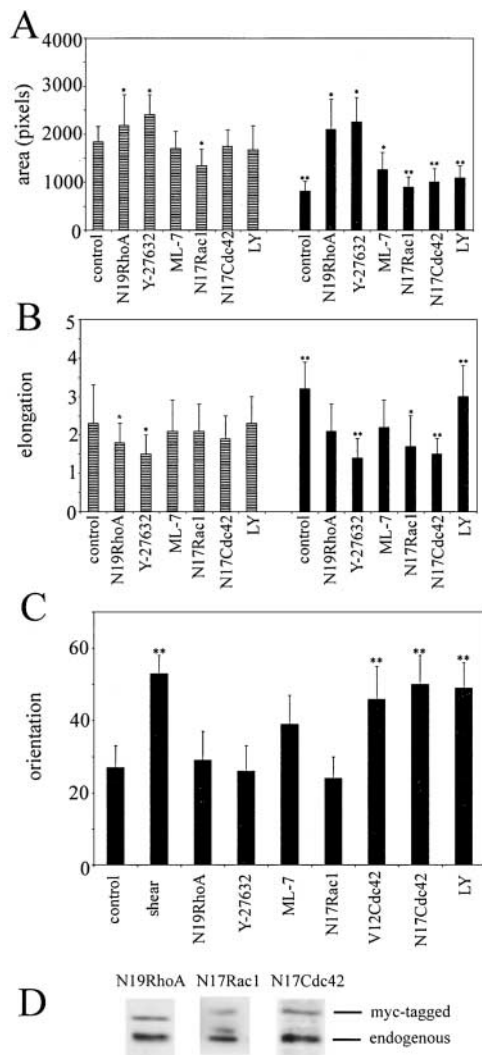 A
area (pixels)
4000
3000
2000
1000
0
* * * * ** * * * ** ** **
control N19RhoA Y-27632 ML-7 N17Rac1 N17Cdc42 LY control N19RhoA Y-27632 ML-7 N17Rac1 N17Cdc42 LY
B
elongation
5
4
3
2
1
0
* * ** ** * ** **
control N19RhoA Y-27632 ML-7 N17Rac1 N17Cdc42 LY control N19RhoA Y-27632 ML-7 N17Rac1 N17Cdc42 LY
C
orientation
60
40
20
0
** ** ** **
control shear N19RhoA Y-27632 ML-7 N17Rac1 V12Cdc42 N17Cdc42 LY
D
N19RhoA N17Rac1 N17Cdc42
myc-tagged
endogenous